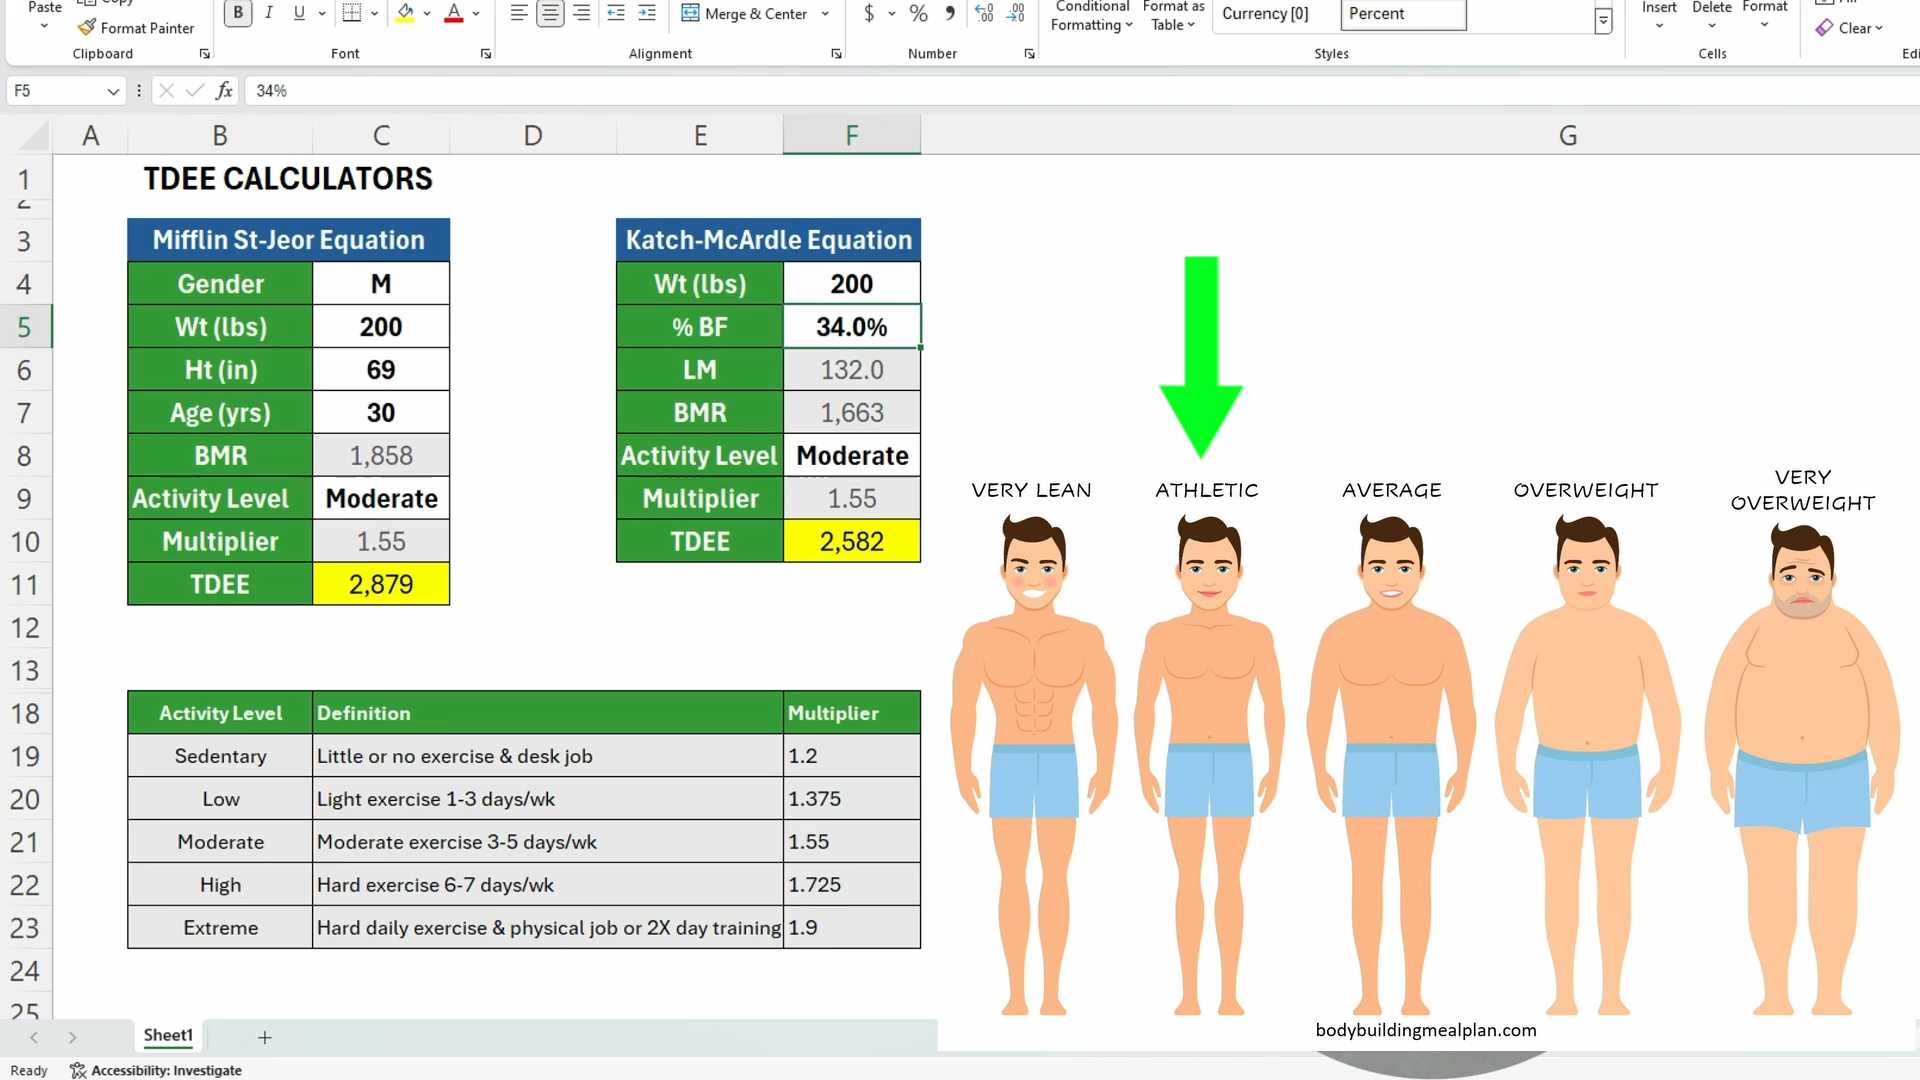 Paste
Copy
Format Painter
Clipboard
B I U
A
Font
Merge & Center
Alignment
$ %
Number
Conditional
Formatting
Format as
Table
Currency [0]
Percent
Styles
Insert
Delete
Format
Cells
Clear
F5
fx
34%
A B C D E F G
1 TDEE CALCULATORS
2
3 Mifflin St-Jeor Equation Katch-McArdle Equation
4 Gender M Wt (lbs) 200
5 Wt (lbs) 200 % BF 34.0%
6 Ht (in) 69 LM 132.0
7 Age (yrs) 30 BMR 1,663
8 BMR 1,858 Activity Level Moderate
9 Activity Level Moderate Multiplier 1.55
10 Multiplier 1.55 TDEE 2,582
11 TDEE 2,879
12
13
18 Activity Level Definition Multiplier
19 Sedentary Little or no exercise & desk job 1.2
20 Low Light exercise 1-3 days/wk 1.375
21 Moderate Moderate exercise 3-5 days/wk 1.55
22 High Hard exercise 6-7 days/wk 1.725
23 Extreme Hard daily exercise & physical job or 2X day training 1.9
24
25
VERY LEAN
ATHLETIC
AVERAGE
OVERWEIGHT
VERY
OVERWEIGHT
bodybuildingmealplan.com
Sheet1
Ready
Accessibility: Investigate